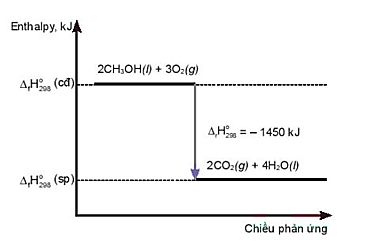 Enthalpy, kJ
2CH₃OH(l) + 3O₂(g)
ΔfH°298 (cđ)
ΔrH°298 = – 1450 kJ
2CO₂(g) + 4H₂O(l)
ΔfH°298 (sp)
Chiều phản ứng